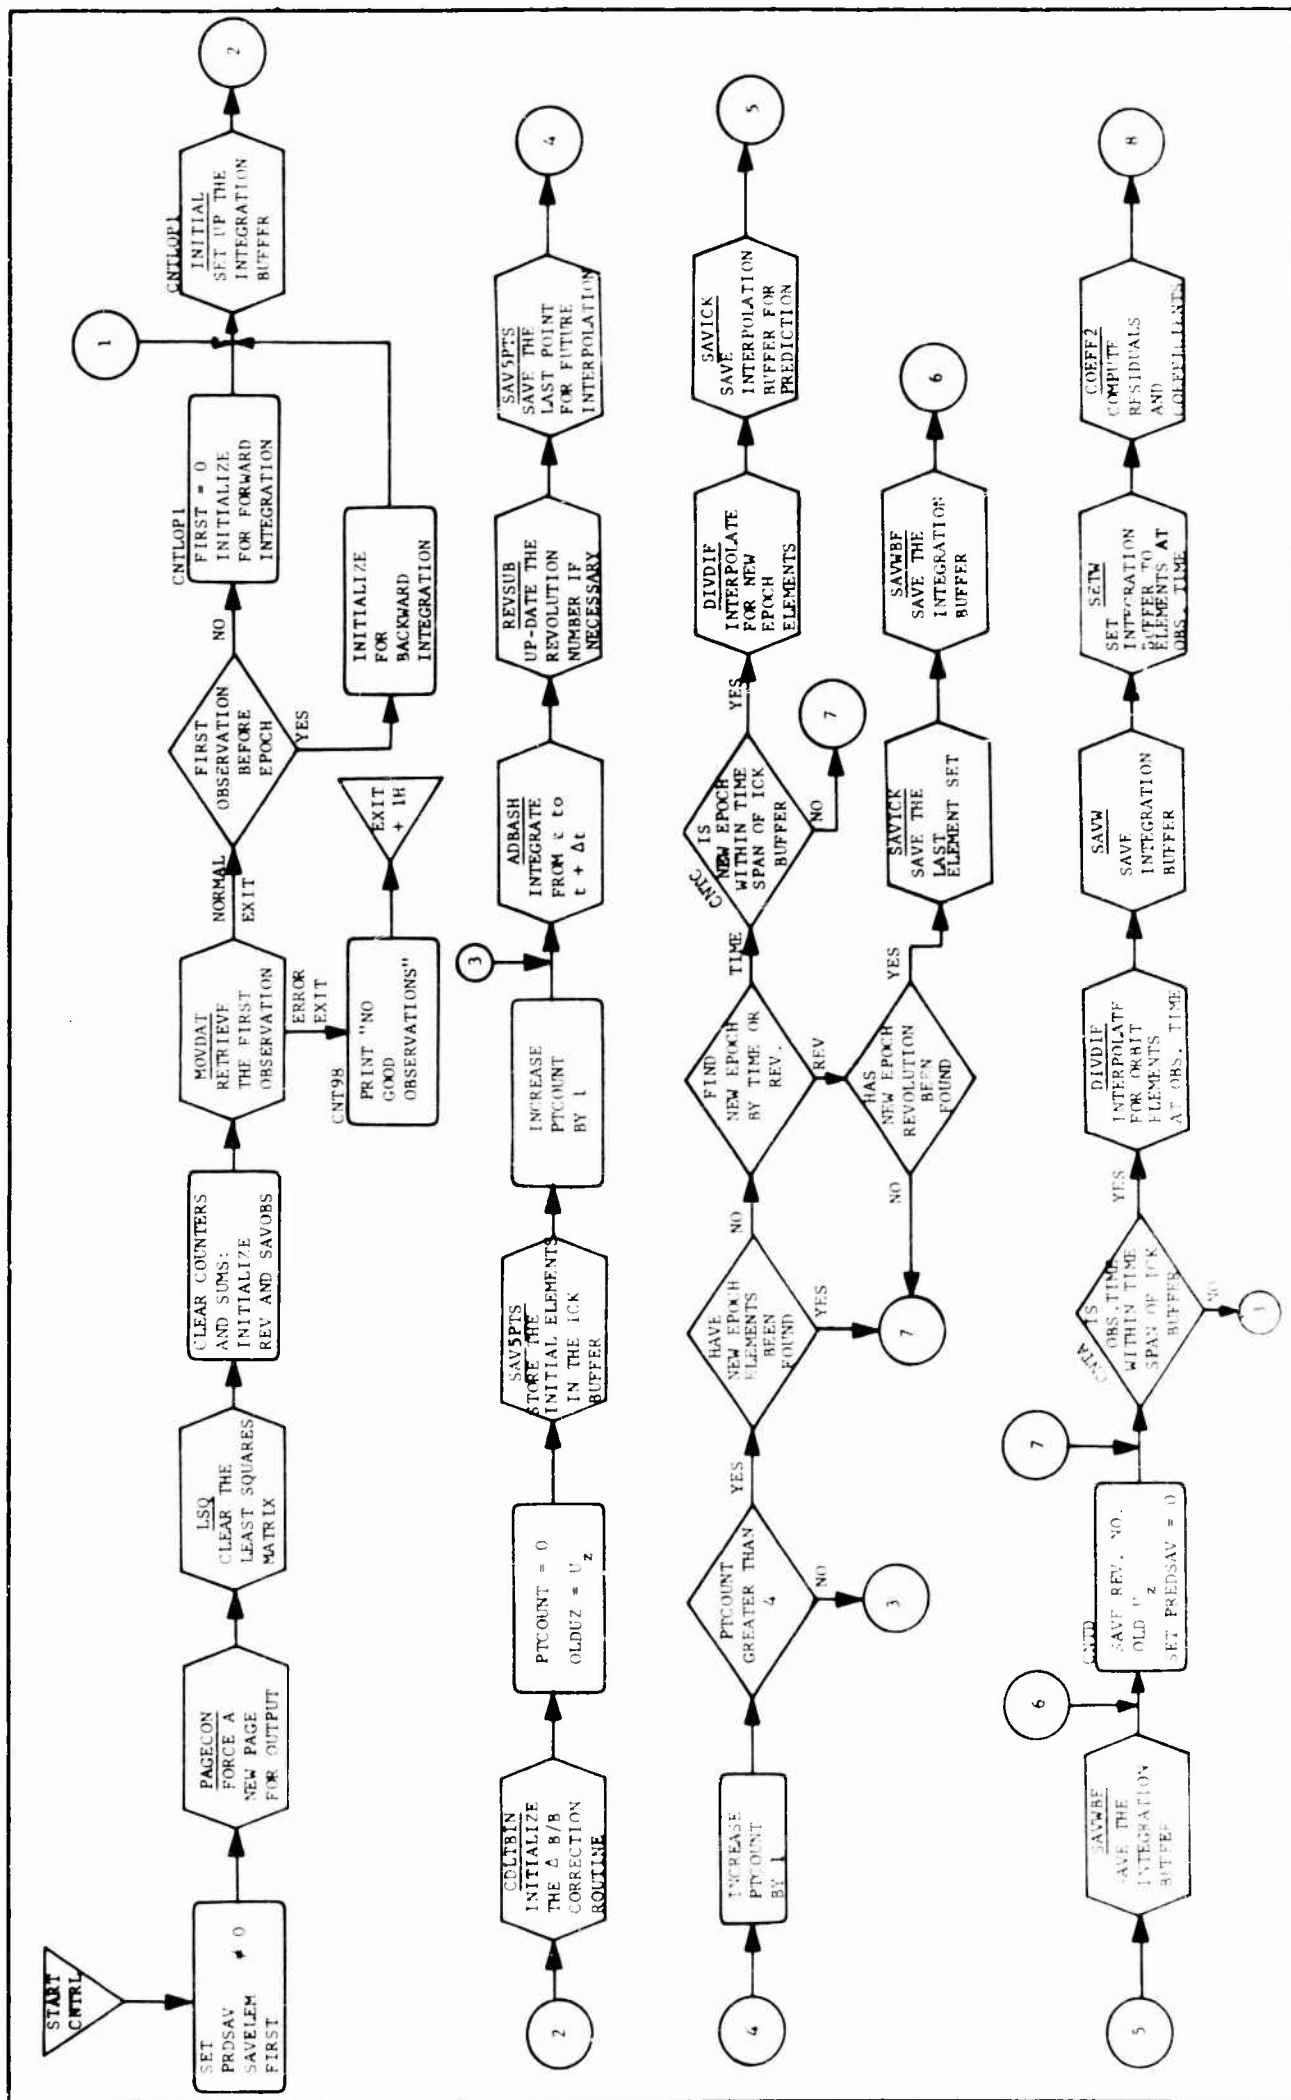 START
CNTRL
SET
PRDSAV
SAVELEM ≠ 0
FIRST
PAGECON
FORCE A
NEW PAGE
FOR OUTPUT
LSQ
CLEAR THE
LEAST SQUARES
MATRIX
CLEAR COUNTERS
AND SUMS:
INITIALIZE
REV AND SAVOBS
MOVDAT
RETRIEVE
THE FIRST
OBSERVATION
NORMAL
EXIT
ERROR
EXIT
CNT98
PRINT "NO
GOOD
OBSERVATIONS"
EXIT
+ 1H
FIRST
OBSERVATION
BEFORE
EPOCH
NO
YES
CNTLOP1
FIRST = 0
INITIALIZE
FOR FORWARD
INTEGRATION
INITIALIZE
FOR
BACKWARD
INTEGRATION
1
CNTLOP1
INITIAL
SET UP THE
INTEGRATION
BUFFER
2
2
CDLTBIN
INITIALIZE
THE Δ B/B
CORRECTION
ROUTINE
PTCOUNT = 0
OLDUZ = U z
SAV5PTS
STORE THE
INITIAL ELEMENTS
IN THE ICK
BUFFER
INCREASE
PTCOUNT
BY 1
3
ADBASH
INTEGRATE
FROM t to
t + Δt
REVSUB
UP-DATE THE
REVOLUTION
NUMBER IF
NECESSARY
SAV5PTS
SAVE THE
LAST POINT
FOR FUTURE
INTERPOLATION
4
4
INCREASE
PTCOUNT
BY 1
PTCOUNT
GREATER THAN
4
YES
NO
3
HAVE
NEW EPOCH
ELEMENTS
BEEN
FOUND
NO
YES
7
FIND
NEW EPOCH
BY TIME OR
REV.
TIME
REV
HAS
NEW EPOCH
REVOLUTION
BEEN
FOUND
NO
YES
CNTC
IS
NEW EPOCH
WITHIN TIME
SPAN OF ICK
BUFFER
YES
NO
7
DIVDIF
INTERPOLATE
FOR NEW
EPOCH
ELEMENTS
SAVICK
SAVE
INTERPOLATION
BUFFER FOR
PREDICTION
5
SAVICK
SAVE THE
LAST
ELEMENT SET
SAVWBF
SAVE THE
INTEGRATION
BUFFER
6
5
SAVWBF
SAVE THE
INTEGRATION
BUFFER
6
CNTD
SAVE REV. NO.
OLD U z
SET PREDSAV = 0
7
CNTA
IS
OBS.TIME
WITHIN TIME
SPAN OF ICK
BUFFER
YES
NO
3
DIVDIF
INTERPOLATE
FOR ORBIT
ELEMENTS
AT OBS. TIME
SAVW
SAVE
INTEGRATION
BUFFER
SETW
SET
INTEGRATION
BUFFER TO
ELEMENTS AT
OBS. TIME
COEFF2
COMPUTE
RESIDUALS
AND
COEFFICIENTS
8